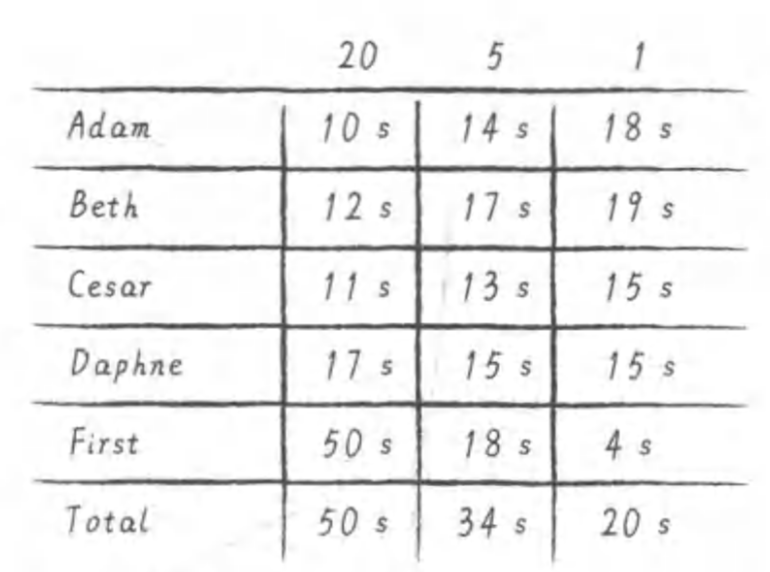 20 5 1
Adam 10 s 14 s 18 s
Beth 12 s 17 s 19 s
Cesar 11 s 13 s 15 s
Daphne 17 s 15 s 15 s
First 50 s 18 s 4 s
Total 50 s 34 s 20 s